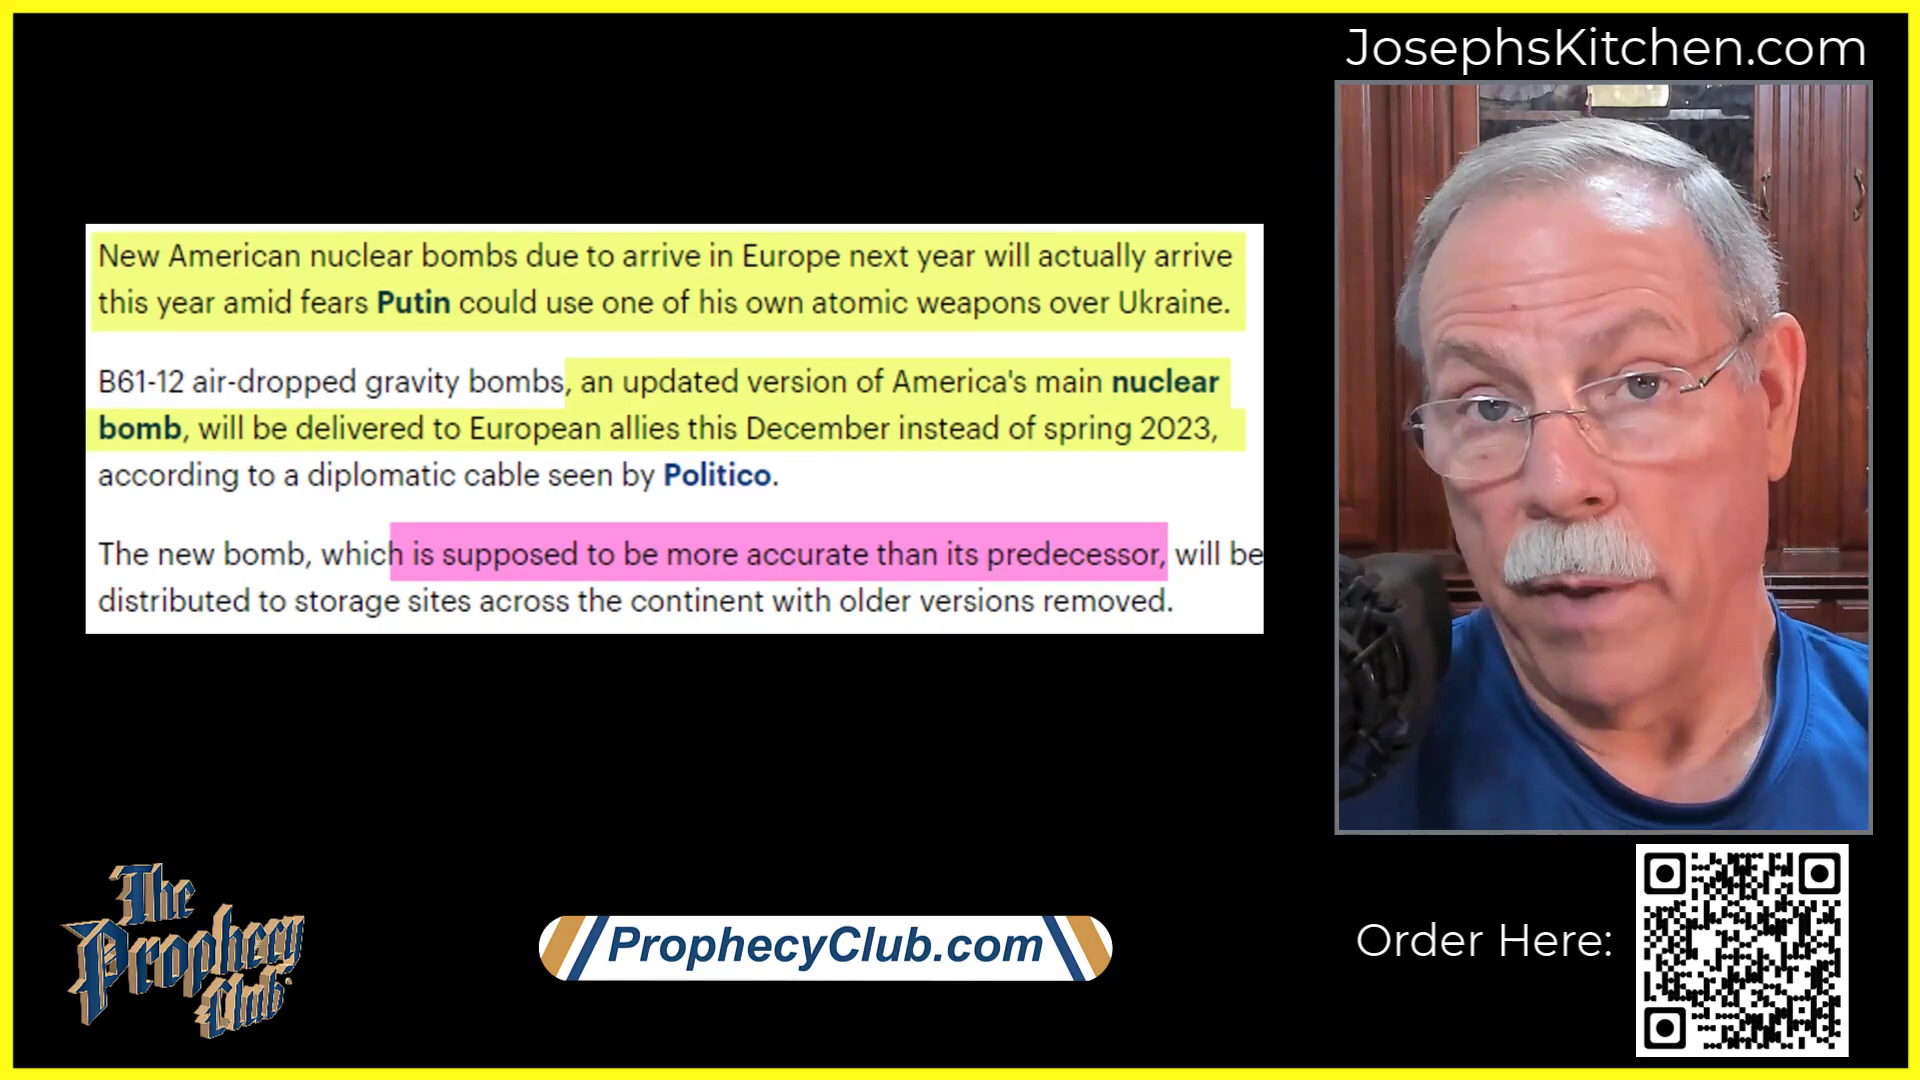 JosephsKitchen.com
New American nuclear bombs due to arrive in Europe next year will actually arrive
this year amid fears Putin could use one of his own atomic weapons over Ukraine.
B61-12 air-dropped gravity bombs, an updated version of America's main nuclear
bomb, will be delivered to European allies this December instead of spring 2023,
according to a diplomatic cable seen by Politico.
The new bomb, which is supposed to be more accurate than its predecessor, will be
distributed to storage sites across the continent with older versions removed.
The
Prophecy
Club
ProphecyClub.com
Order Here: